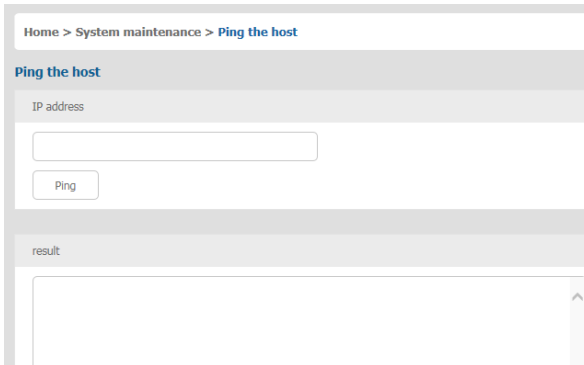 Home > System maintenance > Ping the host
Ping the host
IP address
Ping
result